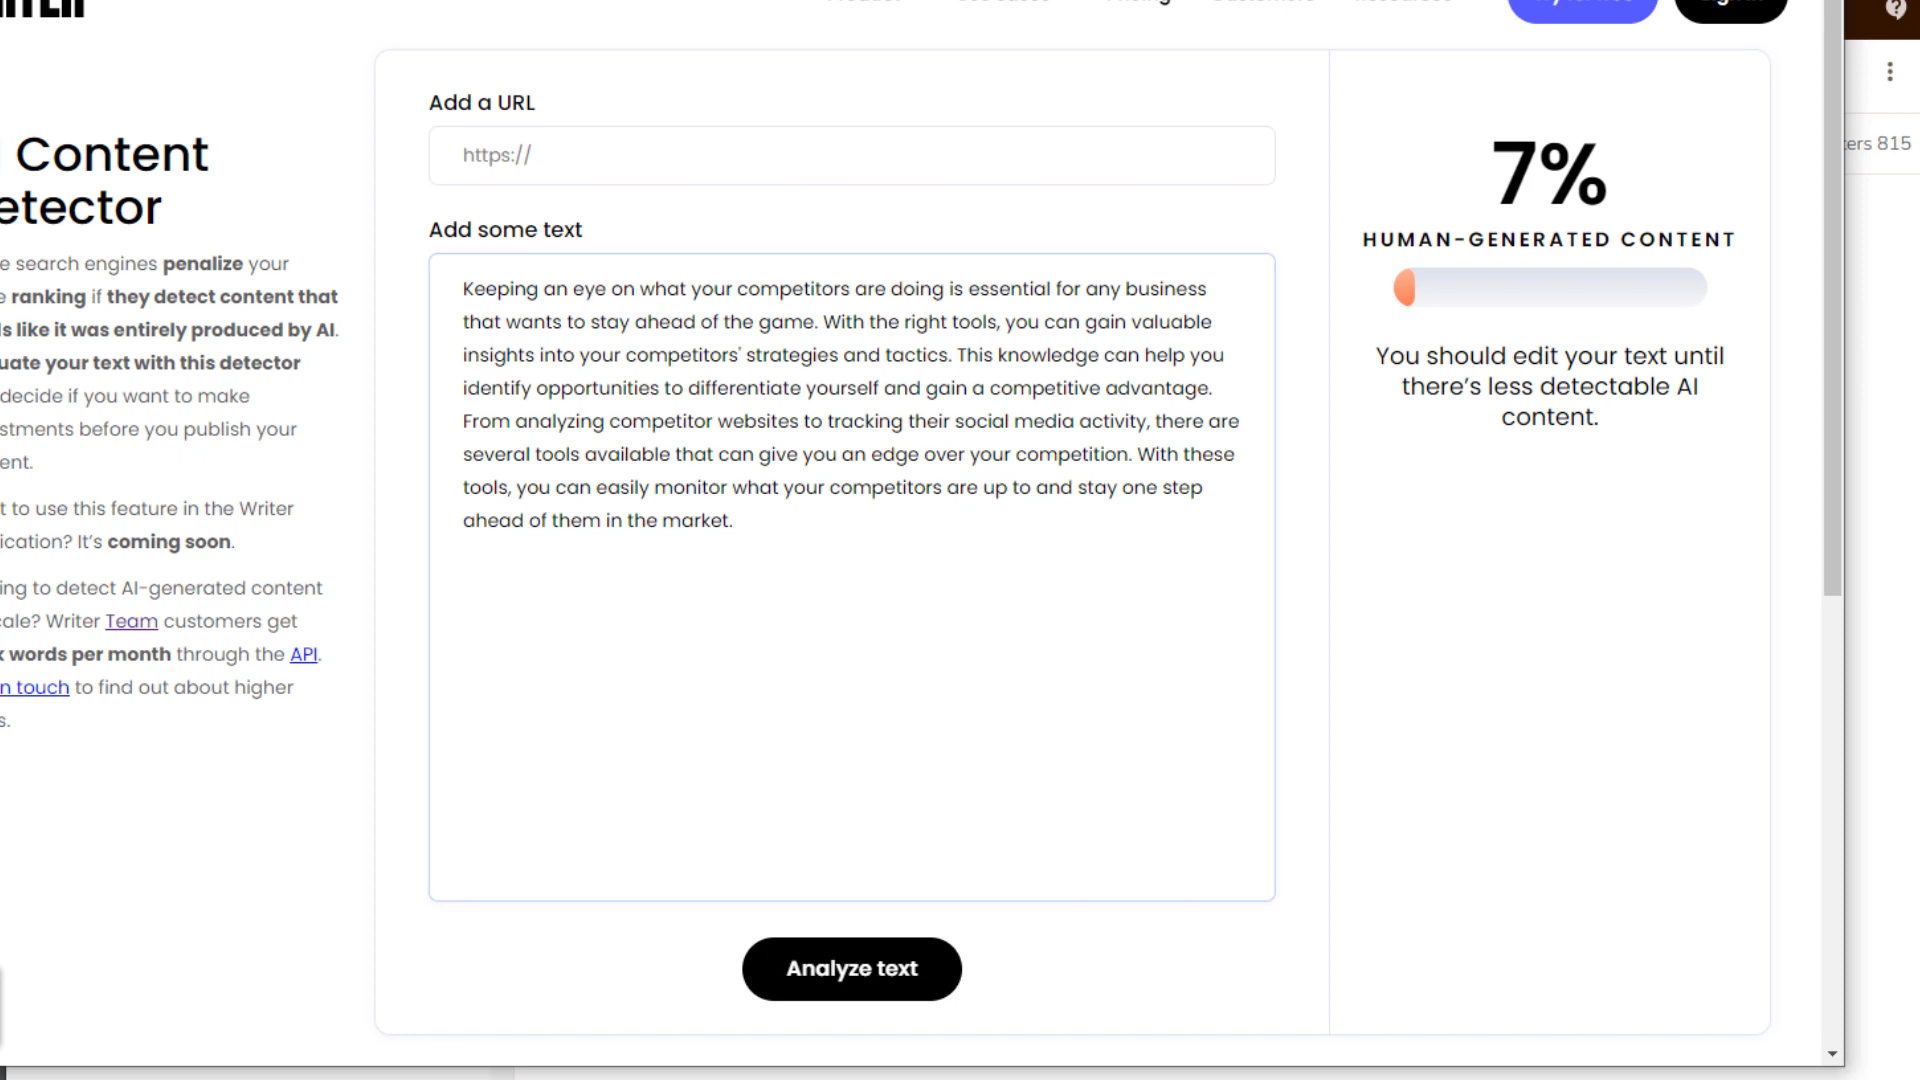 Add a URL
https://
Content
etector
e search engines penalize your
e ranking if they detect content that
ls like it was entirely produced by AI.
uate your text with this detector
decide if you want to make
stments before you publish your
ent.
t to use this feature in the Writer
ication? It's coming soon.
ing to detect AI-generated content
cale? Writer Team customers get
k words per month through the API.
n touch to find out about higher
s.
Add some text
Keeping an eye on what your competitors are doing is essential for any business
that wants to stay ahead of the game. With the right tools, you can gain valuable
insights into your competitors' strategies and tactics. This knowledge can help you
identify opportunities to differentiate yourself and gain a competitive advantage.
From analyzing competitor websites to tracking their social media activity, there are
several tools available that can give you an edge over your competition. With these
tools, you can easily monitor what your competitors are up to and stay one step
ahead of them in the market.
Analyze text
7%
HUMAN-GENERATED CONTENT
You should edit your text until
there's less detectable AI
content.
ters 815